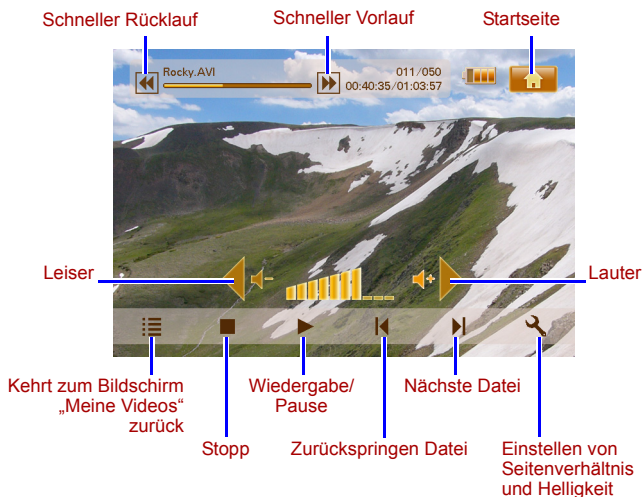 Schneller Rücklauf
Schneller Vorlauf
Startseite
Rocky.AVI
011/050
00:40:35/01:03:57
Leiser
Lauter
Kehrt zum Bildschirm
„Meine Videos“
zurück
Wiedergabe/
Pause
Nächste Datei
Stopp
Zurückspringen Datei
Einstellen von
Seitenverhältnis
und Helligkeit